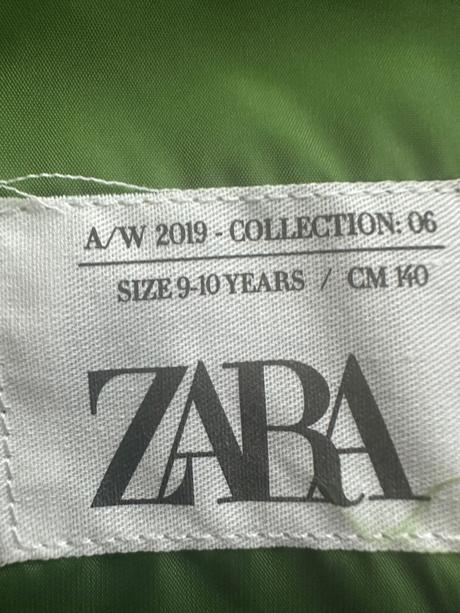 A/W 2019 - COLLECTION: 06
SIZE 9-10 YEARS / CM 140
ZARA